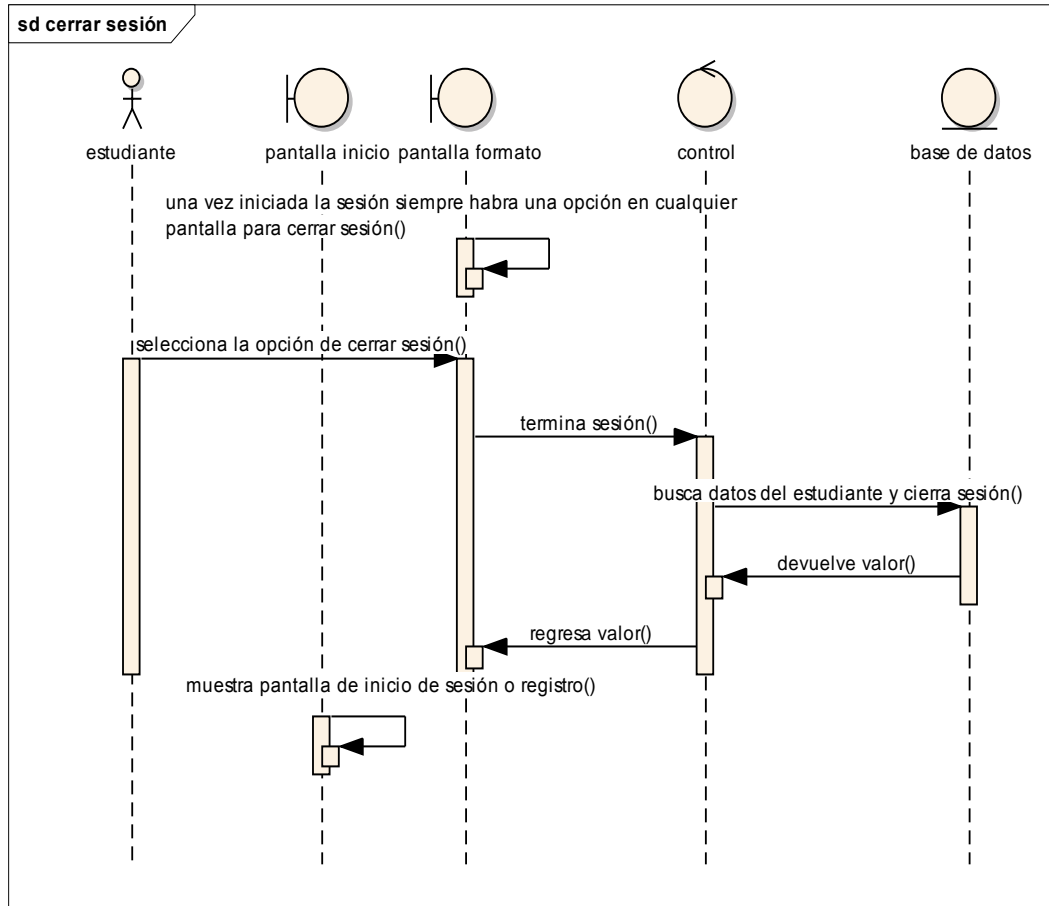 sd cerrar sesión
estudiante
pantalla inicio
pantalla formato
control
base de datos
una vez iniciada la sesión siempre habra una opción en cualquier
pantalla para cerrar sesión()
selecciona la opción de cerrar sesión()
termina sesión()
busca datos del estudiante y cierra sesión()
devuelve valor()
regresa valor()
muestra pantalla de inicio de sesión o registro()